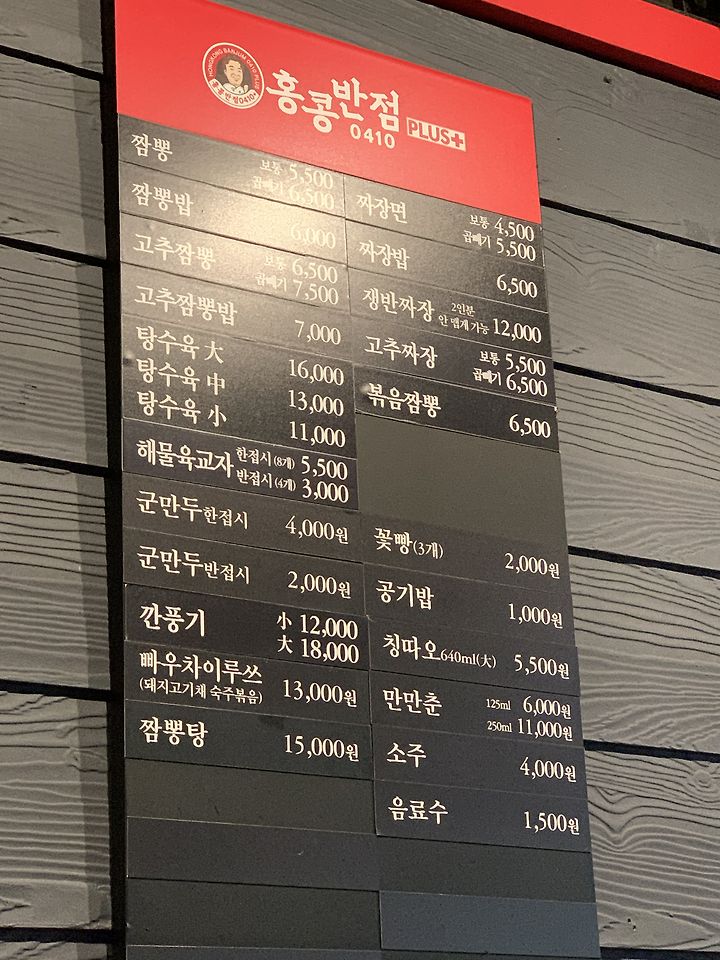 HONGKONG BANJUM 0410 PLUS
홍콩반점0410+
홍콩반점
0410 PLUS+
짬뽕 보통 5,500
곱빼기 6,500
짬뽕밥 6,000
고추짬뽕 보통 6,500
곱빼기 7,500
고추짬뽕밥 7,000
탕수육 大 16,000
탕수육 中 13,000
탕수육 小 11,000
해물육교자 한접시 (8개) 5,500
반접시 (4개) 3,000
군만두 한접시 4,000원
군만두 반접시 2,000원
깐풍기 小 12,000
大 18,000
빠우차이루쓰 13,000원
(돼지고기채 숙주볶음)
짬뽕탕 15,000원
짜장면 보통 4,500
곱빼기 5,500
짜장밥 6,500
쟁반짜장 2인분 12,000
안 맵게 가능
고추짜장 보통 5,500
곱빼기 6,500
볶음짬뽕 6,500
꽃빵(3개) 2,000원
공기밥 1,000원
칭따오 640ml(大) 5,500원
만만춘 125ml 6,000원
250ml 11,000원
소주 4,000원
음료수 1,500원